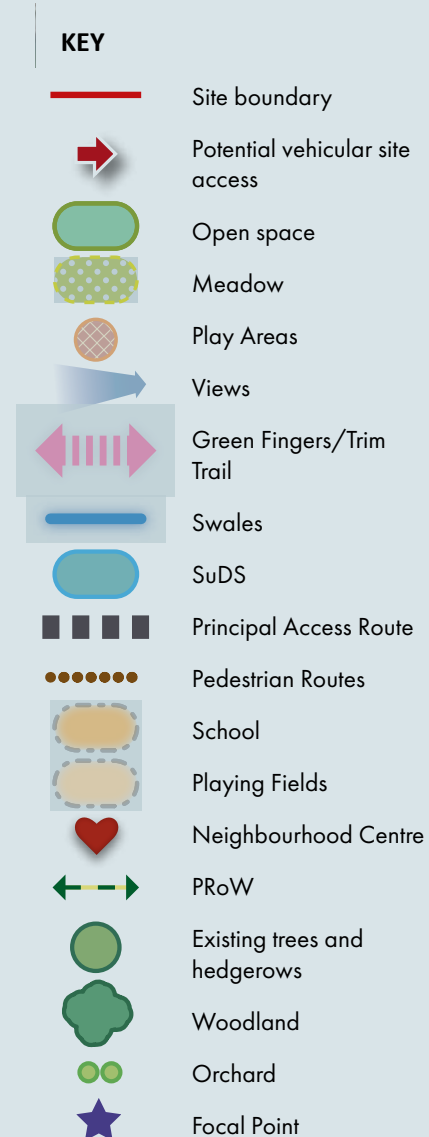 KEY
Site boundary
Potential vehicular site
access
Open space
Meadow
Play Areas
Views
Green Fingers/Trim
Trail
Swales
SuDS
Principal Access Route
Pedestrian Routes
School
Playing Fields
Neighbourhood Centre
PRoW
Existing trees and
hedgerows
Woodland
Orchard
Focal Point